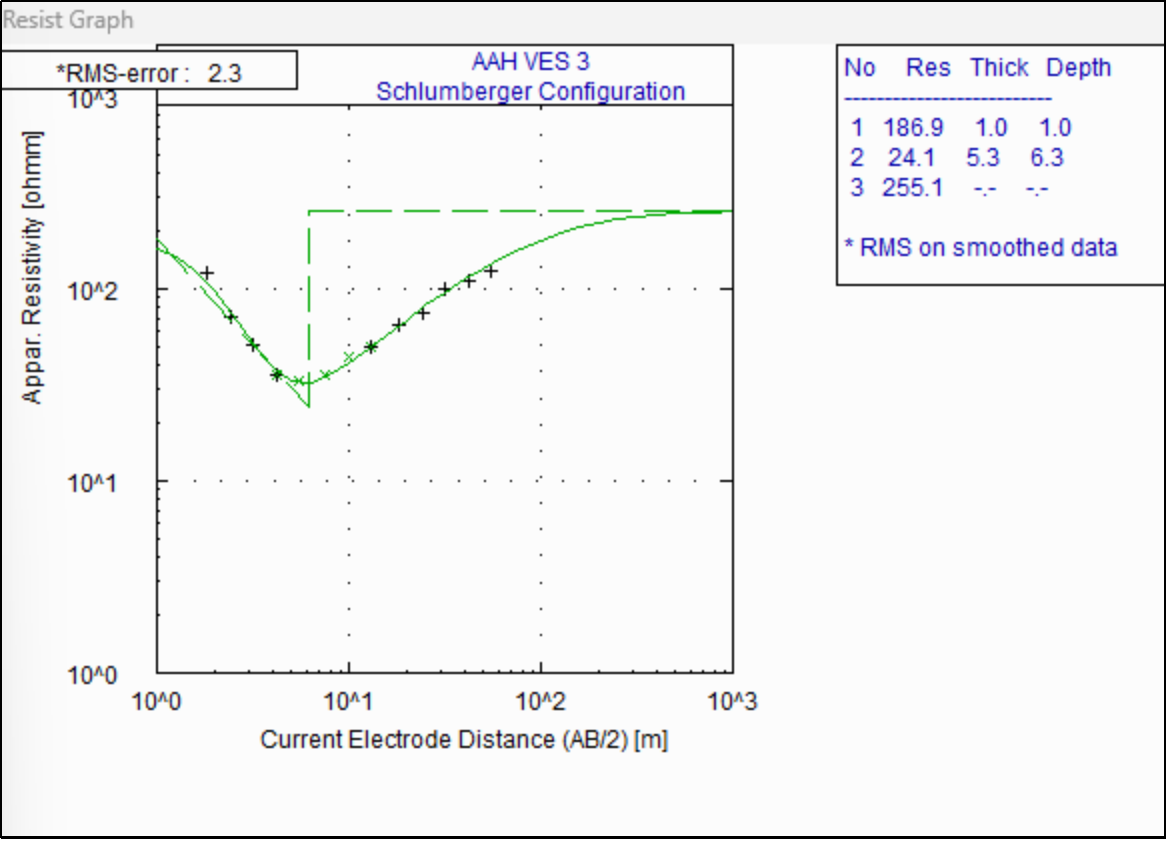 Resist Graph
*RMS-error : 2.3
AAH VES 3
Schlumberger Configuration
10^3
10^2
10^1
10^0
Appar. Resistivity [ohmm]
10^0 10^1 10^2 10^3
Current Electrode Distance (AB/2) [m]
No Res Thick Depth
---------------------------
1 186.9 1.0 1.0
2 24.1 5.3 6.3
3 255.1 -.- -.-
* RMS on smoothed data